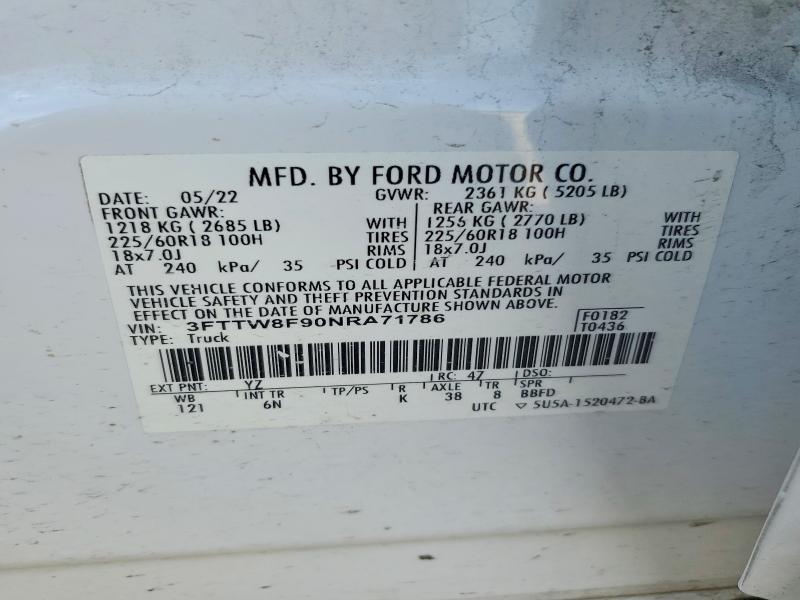 MFD. BY FORD MOTOR CO.
DATE: 05/22 GVWR: 2361 KG ( 5205 LB)
FRONT GAWR: REAR GAWR:
1218 KG ( 2685 LB) WITH 1256 KG ( 2770 LB) WITH
225/60R18 100H TIRES 225/60R18 100H TIRES
18x7.0J RIMS 18x7.0J RIMS
AT 240 kPa/ 35 PSI COLD AT 240 kPa/ 35 PSI COLD
THIS VEHICLE CONFORMS TO ALL APPLICABLE FEDERAL MOTOR
VEHICLE SAFETY AND THEFT PREVENTION STANDARDS IN
EFFECT ON THE DATE OF MANUFACTURE SHOWN ABOVE.
VIN: 3FTTW8F90NRA71786 F0182
TYPE: Truck T0436
EXT PNT: YZ RC: 47 DSO:
WB INT TR TP/PS R AXLE TR SPR
121 6N K 38 8 BBFD
UTC ▽ 5U5A-1520472-BA